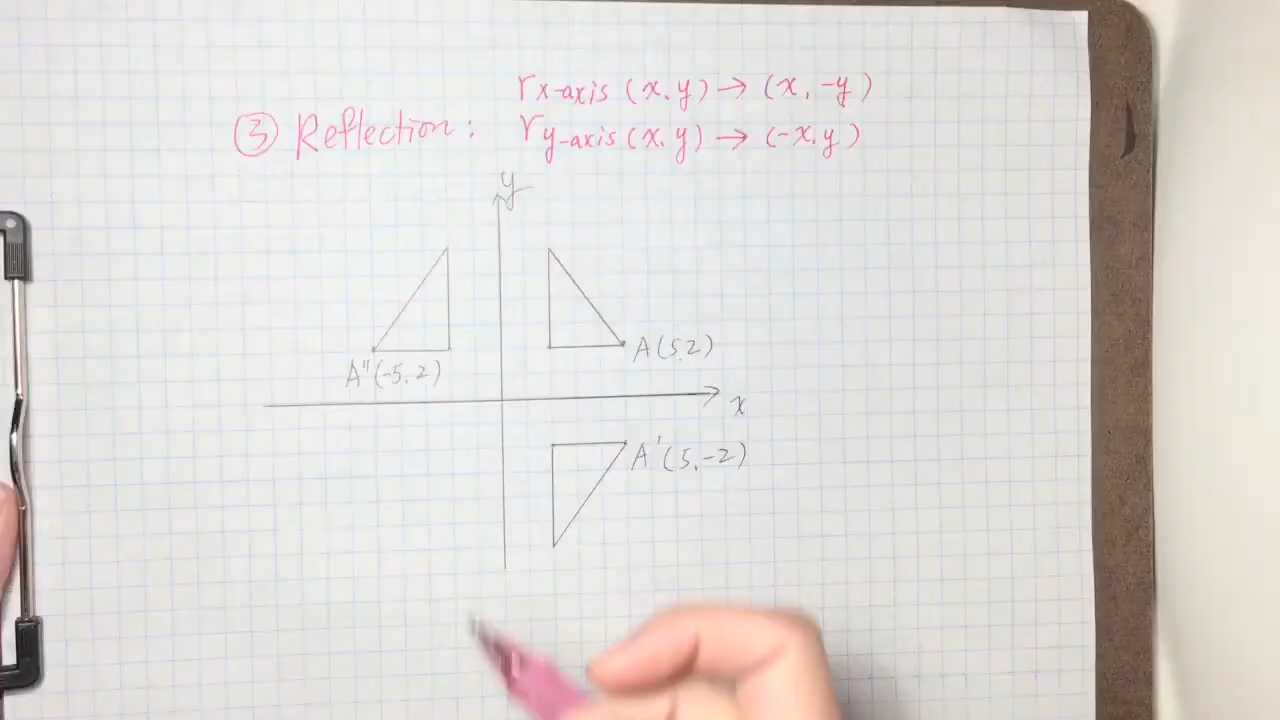 rx-axis (x,y) → (x,-y)
③ Reflection: ry-axis (x,y) → (-x,y)
y
A(5,2)
A"(-5,2)
x
A'(5,-2)